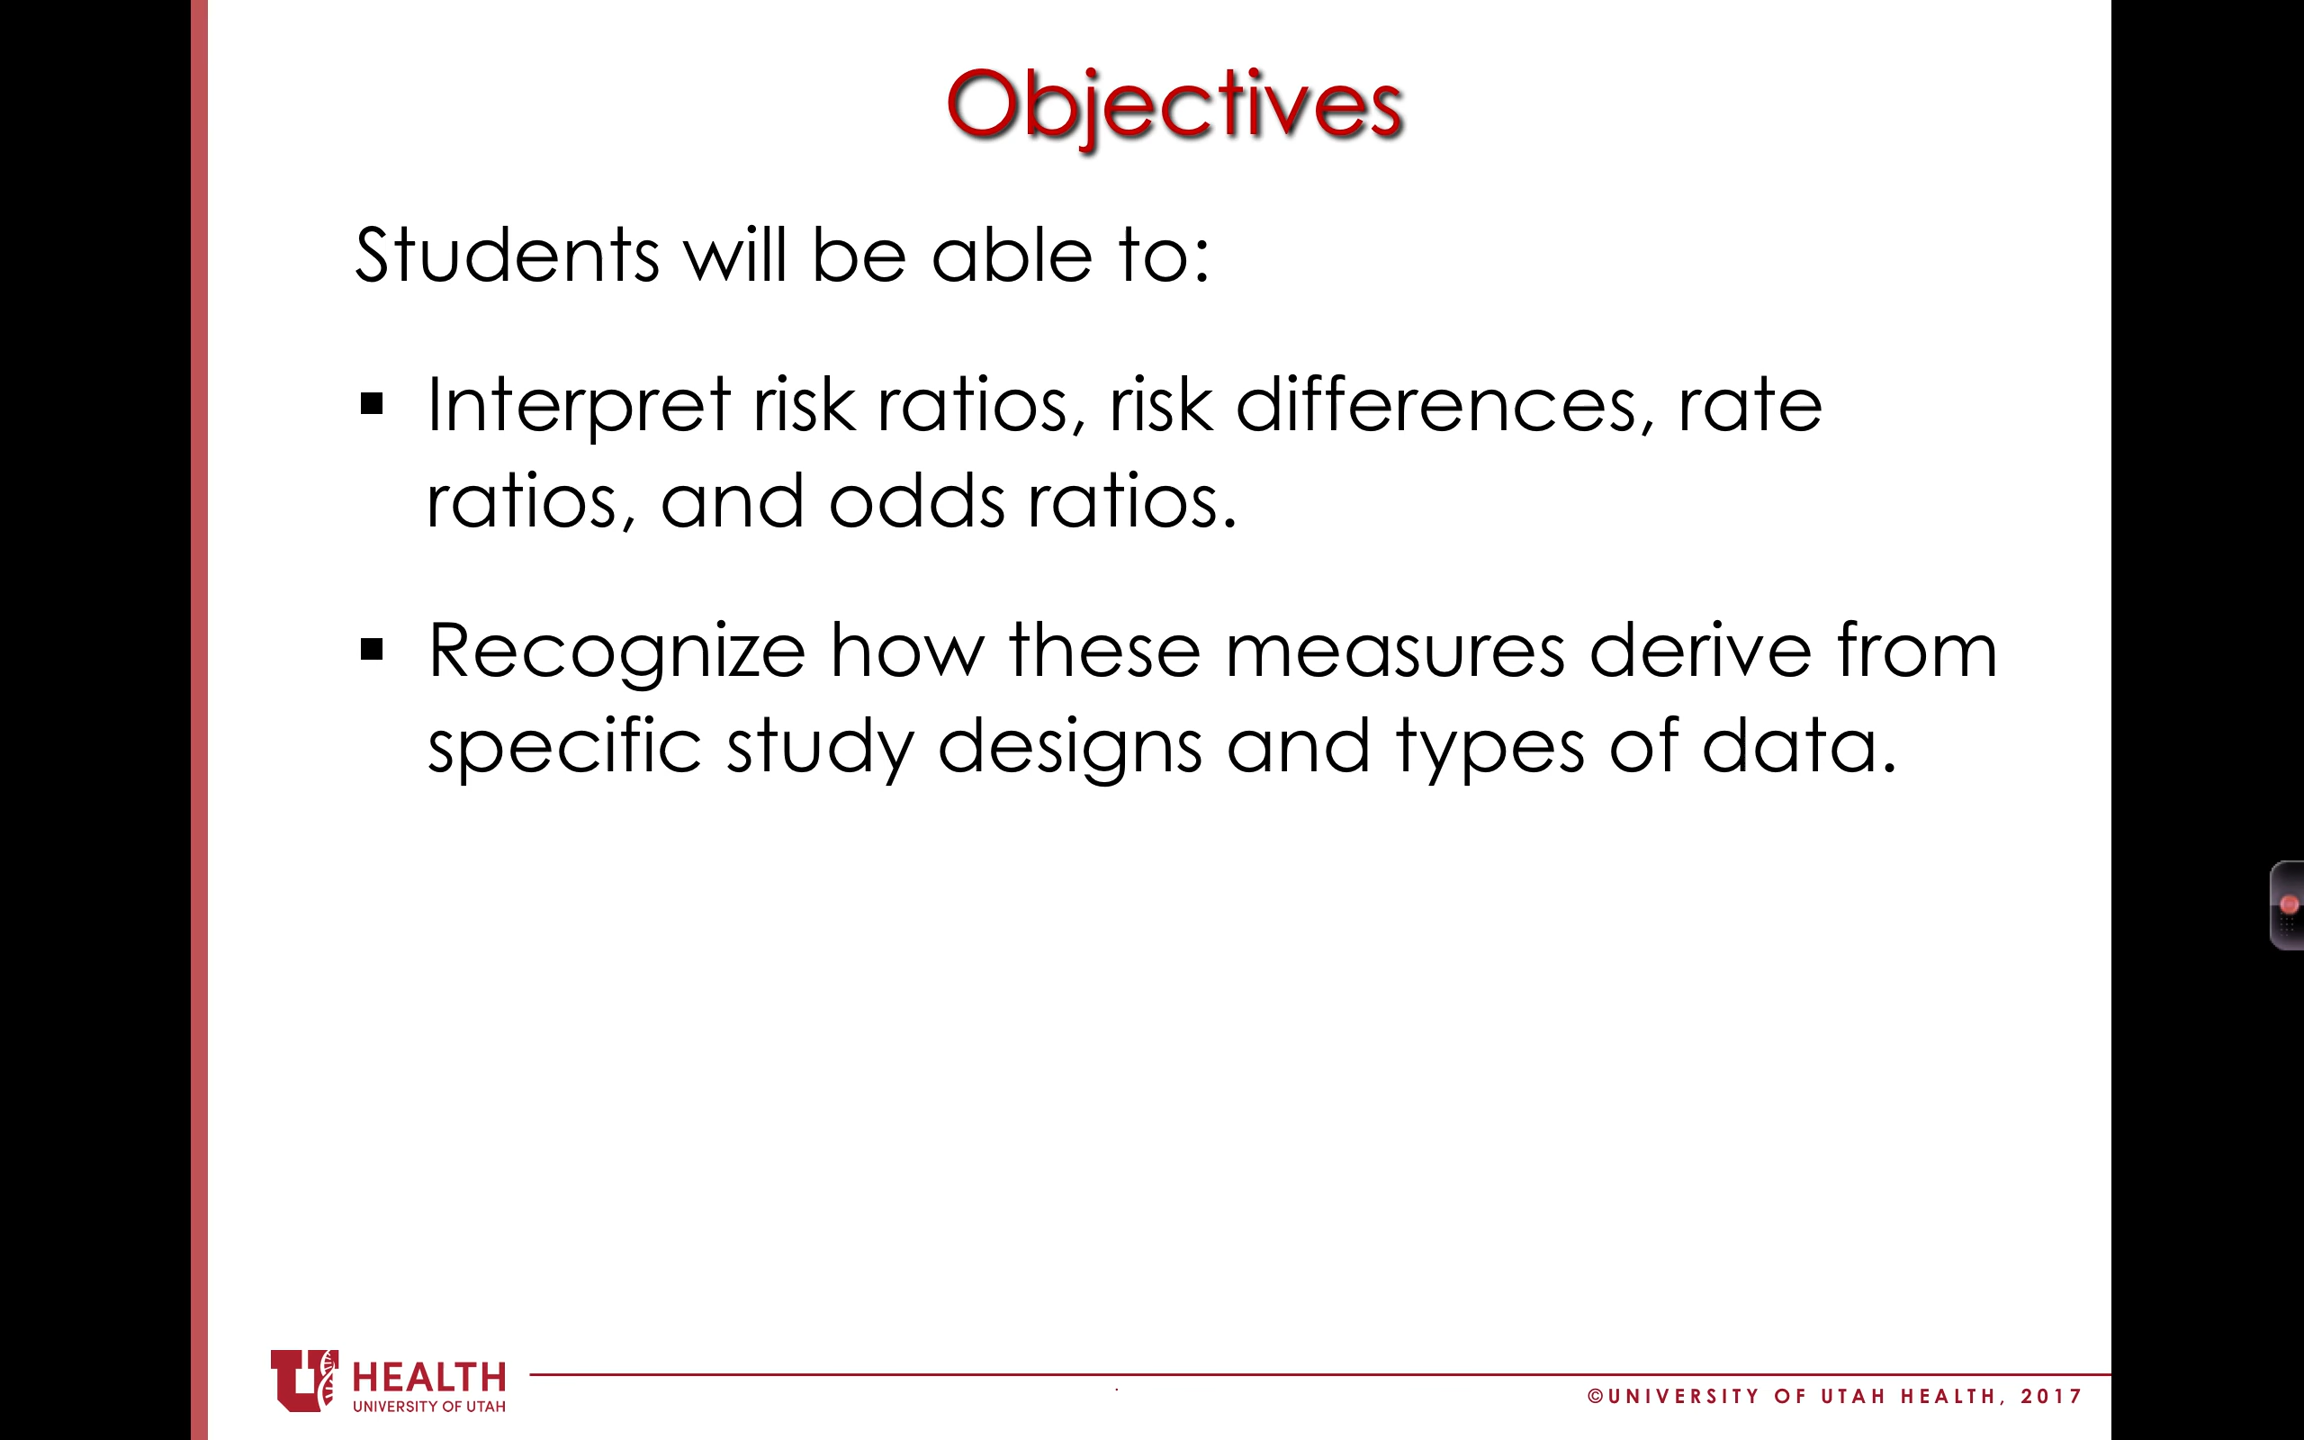 Objectives
Students will be able to:
▪ Interpret risk ratios, risk differences, rate
ratios, and odds ratios.
▪ Recognize how these measures derive from
specific study designs and types of data.
U HEALTH
UNIVERSITY OF UTAH
.
©UNIVERSITY OF UTAH HEALTH, 2017